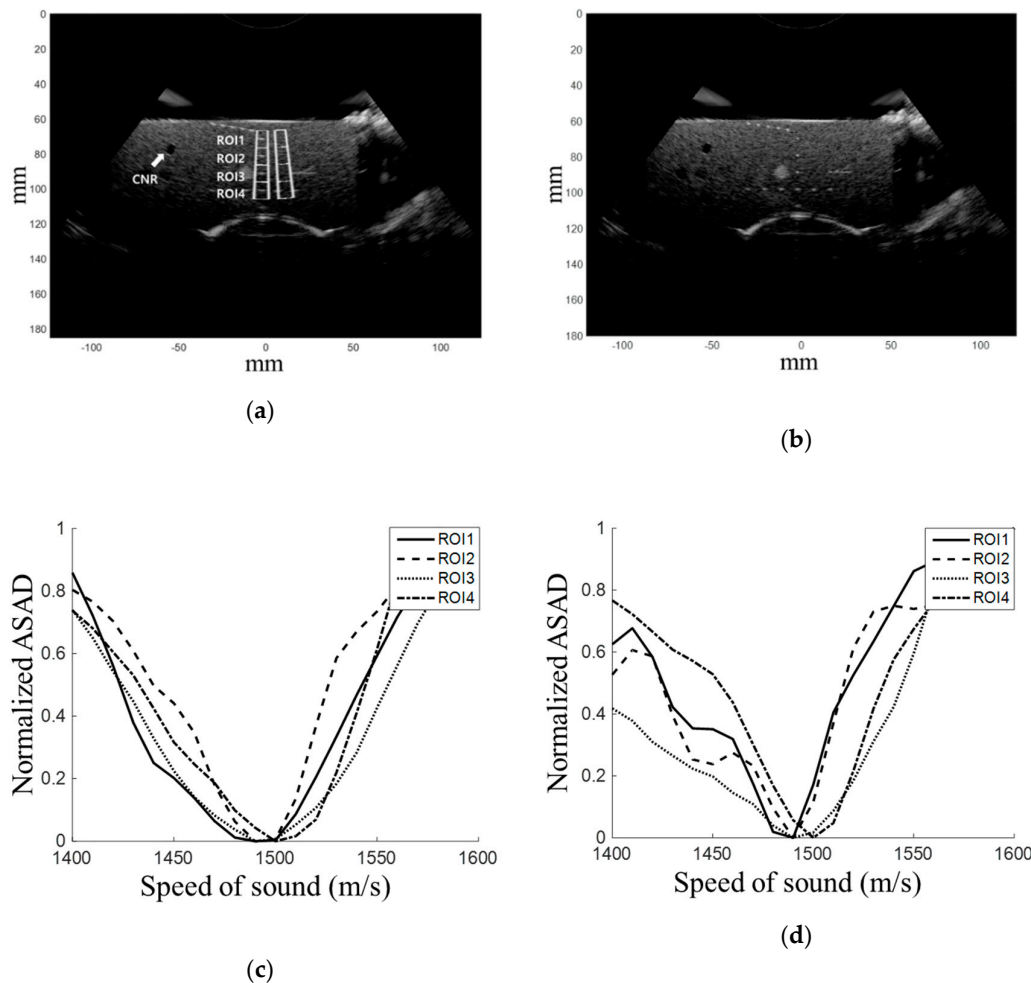 0
20
40
60
80
100
120
140
160
180
mm
ROI1
ROI2
ROI3
ROI4
CNR
-100
-50
0
50
100
mm
(a)
0
20
40
60
80
100
120
140
160
180
mm
-100
-50
0
50
100
mm
(b)
1
0.8
0.6
0.4
0.2
0
Normalized ASAD
ROI1
ROI2
ROI3
ROI4
1400
1450
1500
1550
1600
Speed of sound (m/s)
(c)
1
0.8
0.6
0.4
0.2
0
Normalized ASAD
ROI1
ROI2
ROI3
ROI4
1400
1450
1500
1550
1600
Speed of sound (m/s)
(d)